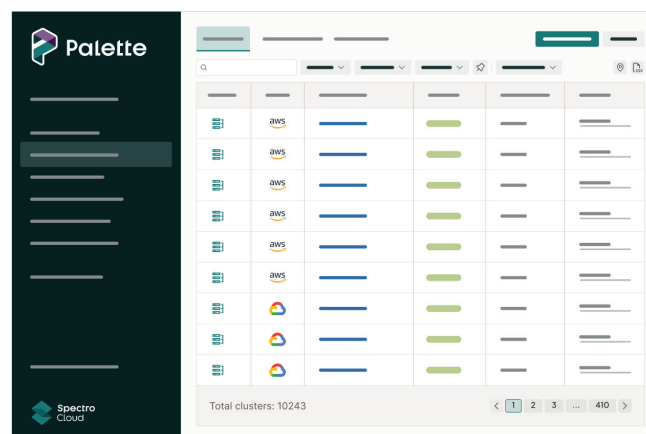 Palette
aws
aws
aws
aws
aws
aws
Total clusters: 10243
< 1 2 3 ... 410 >
Spectro
Cloud